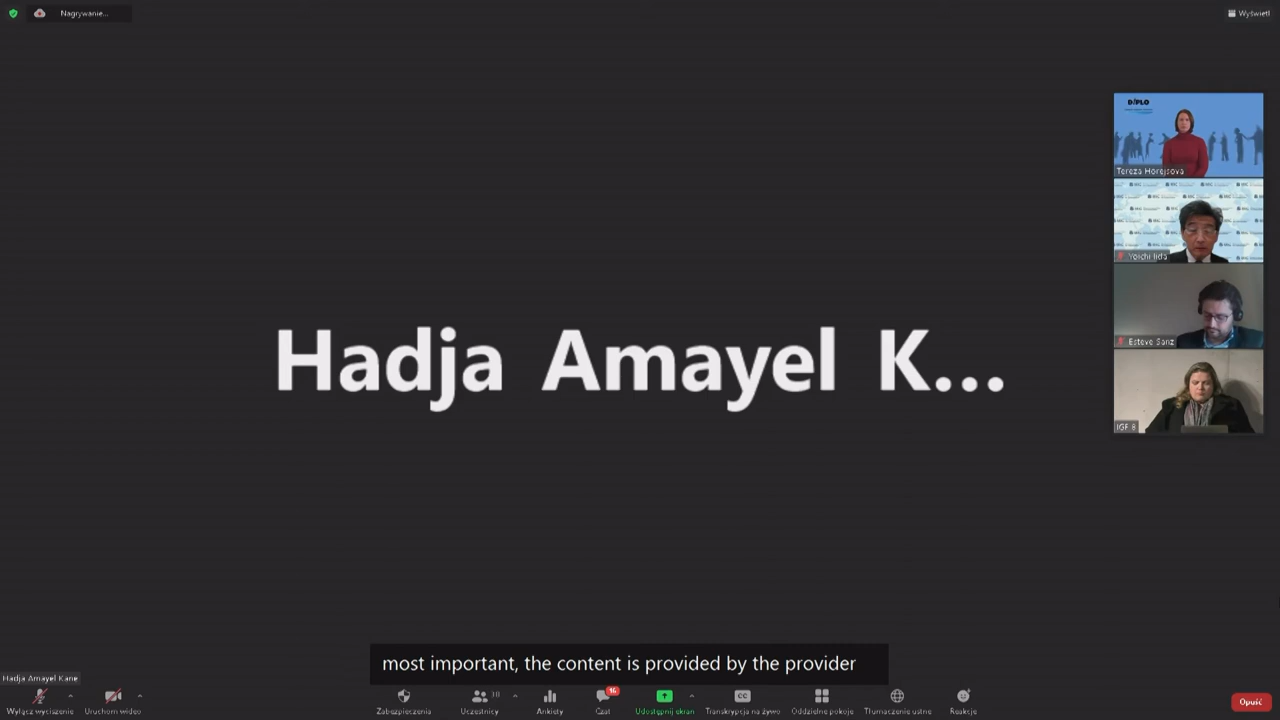 Nagrywanie...
Wyświetl
DiPLO
Tereza Horejsova
Yoichi Iida
Esteve Sanz
IGF 8
Hadja Amayel K...
most important, the content is provided by the provider
Hadja Amayel Kane
Wyłącz wyciszenie
Uruchom wideo
Zabezpieczenia
Uczestnicy
Ankiety
16
Czat
Udostępnij ekran
CC
Transkrypcja na żywo
Oddzielne pokoje
Tłumaczenie ustne
Reakcje
Opuść